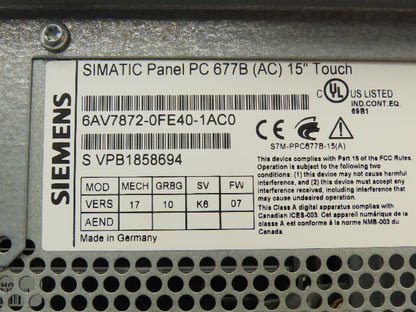 SIEMENS
SIMATIC Panel PC 677B (AC) 15" Touch
6AV7872-0FE40-1AC0
S VPB1858694
MOD MECH GRBG SV FW
VERS 17 10 K6 07
AEND
Made in Germany
C UL US LISTED
IND.CONT.EQ.
69B1
CE
S7M-PPC677B-15(A)
This device complies with Part 15 of the FCC Rules.
Operation is subject to the following two conditions:
(1) this device may not cause harmful
interference, and (2) this device must accept any
interference received, including interference that
may cause undesired operation.
This Class A digital apparatus complies with
Canadian ICES-003. Cet appareil numérique de la
classe A est conforme à la norme NMB-003 du
Canada